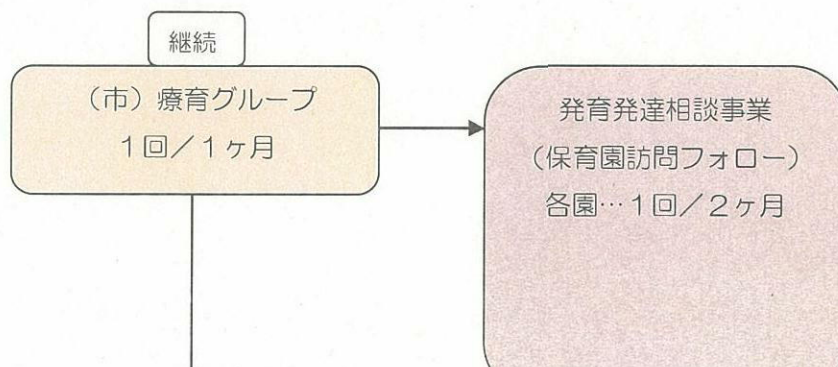 継続
（市）療育グループ
１回／１ヶ月
発育発達相談事業
（保育園訪問フォロー）
各園…１回／２ヶ月